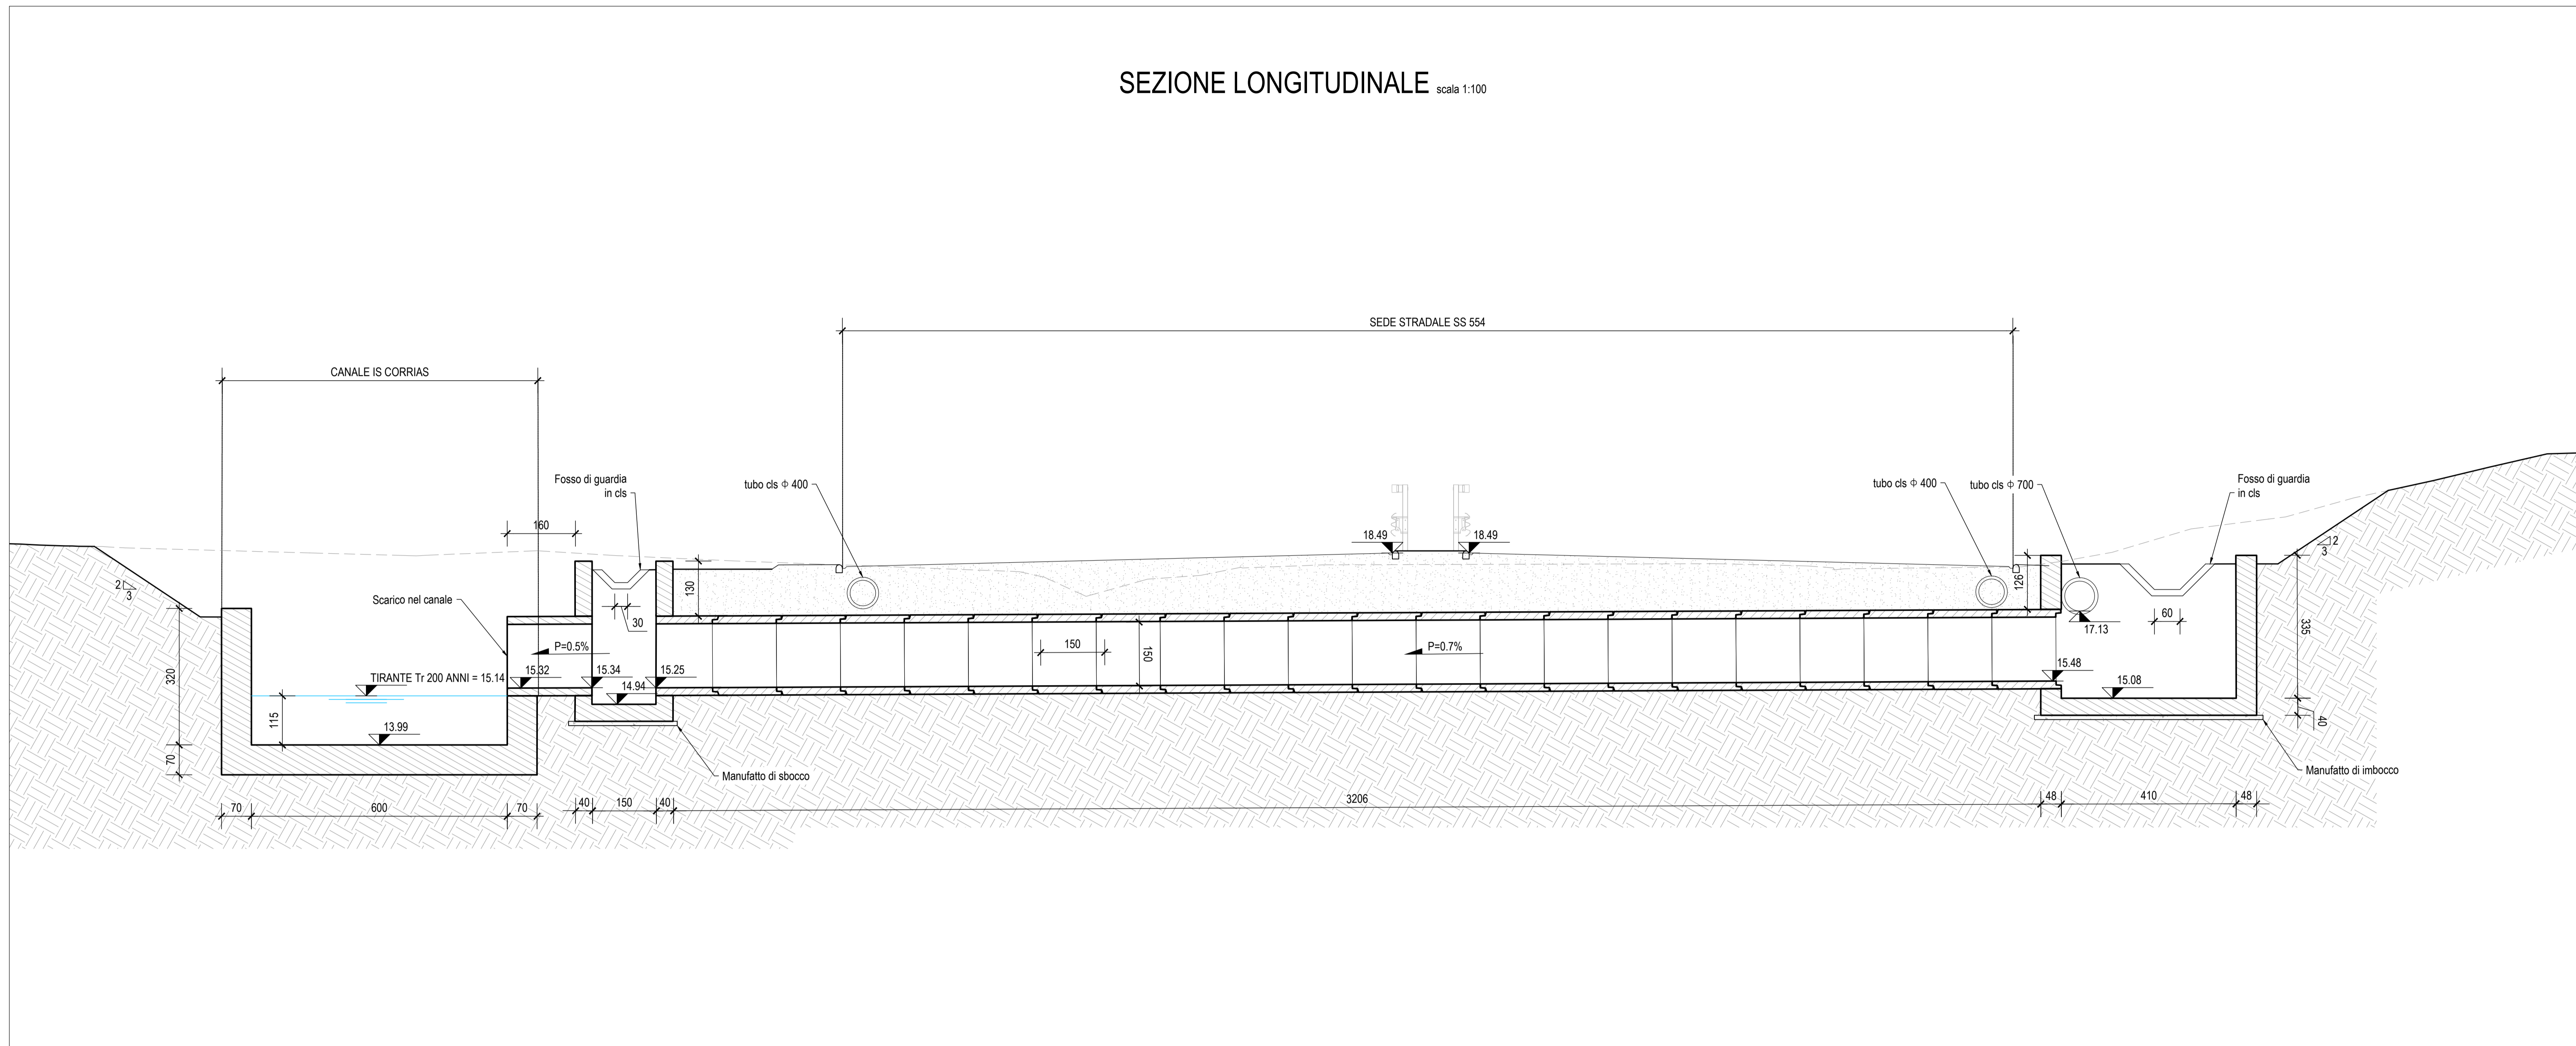 SEZIONE LONGITUDINALE scala 1:100
SEDE STRADALE SS 554
CANALE IS CORRIAS
Fosso di guardia
in cls
tubo cls Φ 400
tubo cls Φ 400
tubo cls Φ 700
Fosso di guardia
in cls
160
18.49
18.49
2
3
2
3
130
126
Scarico nel canale
30
60
17.13
335
P=0.5%
150
150
P=0.7%
320
TIRANTE Tr 200 ANNI = 15.14
15.32
15.34
15.25
15.48
14.94
15.08
115
13.99
40
70
Manufatto di sbocco
Manufatto di imbocco
70
600
70
40
150
40
3206
48
410
48